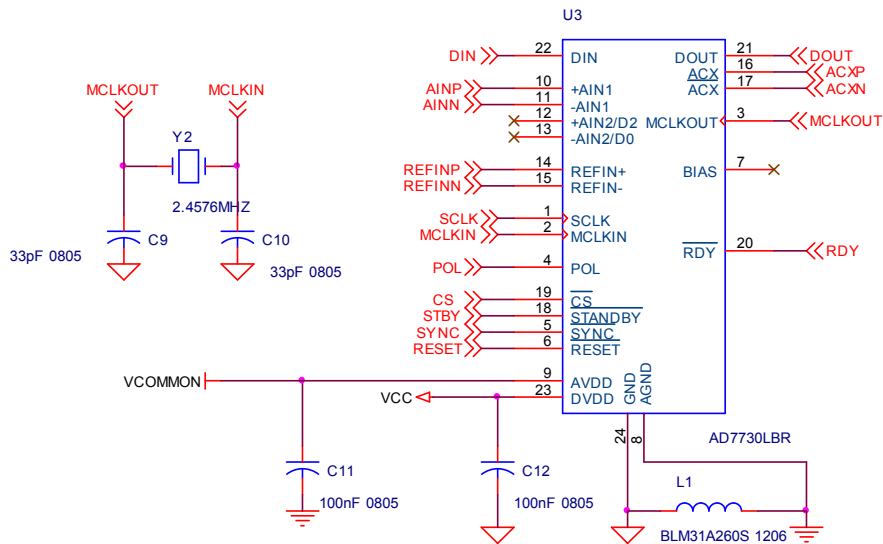 U3
MCLKOUT
MCLKIN
Y2
2.4576MHZ
C9
C10
33pF 0805
33pF 0805
DIN 22 DIN DOUT 21 DOUT
ACX 16 ACXP
AINP 10 +AIN1 ACX 17 ACXN
AINN 11 -AIN1
12 +AIN2/D2 MCLKOUT 3 MCLKOUT
13 -AIN2/D0
REFINP 14 REFIN+ BIAS 7
REFINN 15 REFIN-
SCLK 1 SCLK
MCLKIN 2 MCLKIN
RDY 20 RDY
POL 4 POL
CS 19 CS
STBY 18 STANDBY
SYNC 5 SYNC
RESET 6 RESET
VCOMMON 9 AVDD
VCC 23 DVDD
GND AGND
24 8
AD7730LBR
C11
C12
100nF 0805
100nF 0805
L1
BLM31A260S 1206